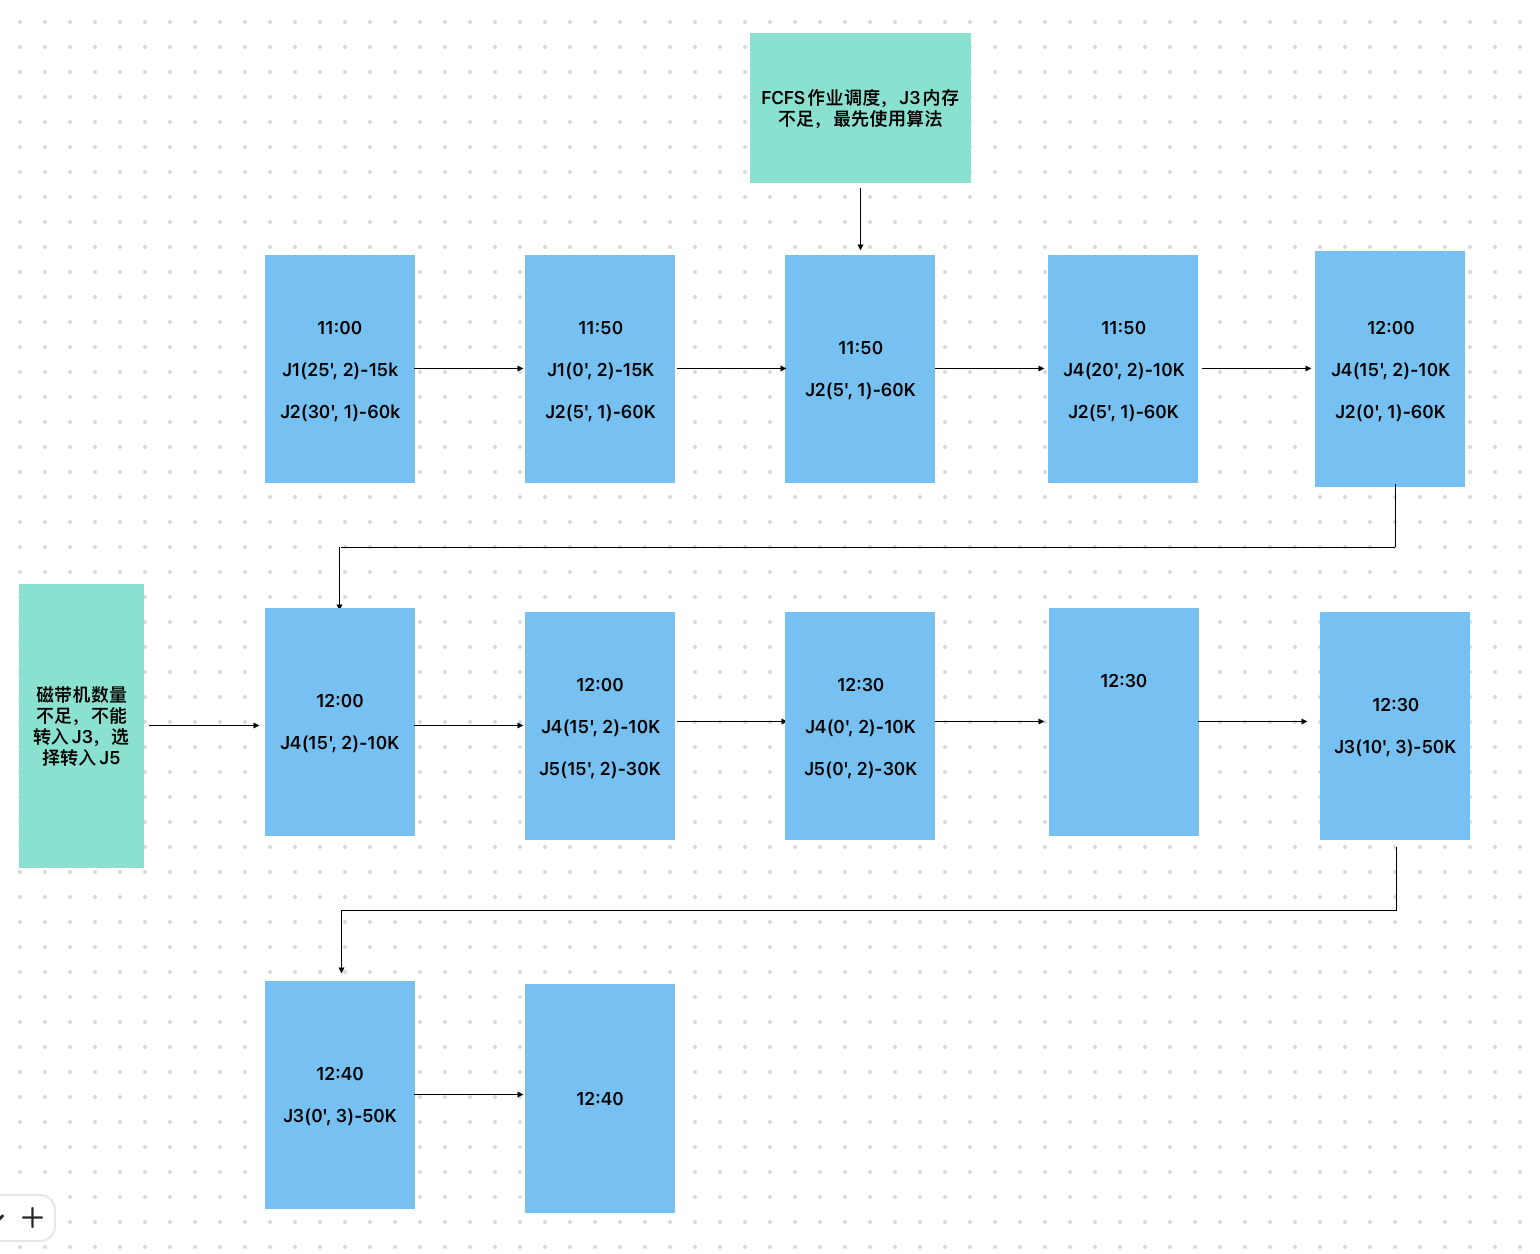 FCFS作业调度，J3内存
不足，最先使用算法
11:00
J1(25', 2)-15k
J2(30', 1)-60k
11:50
J1(0', 2)-15K
J2(5', 1)-60K
11:50
J2(5', 1)-60K
11:50
J4(20', 2)-10K
J2(5', 1)-60K
12:00
J4(15', 2)-10K
J2(0', 1)-60K
磁带机数量
不足，不能
转入J3，选
择转入J5
12:00
J4(15', 2)-10K
12:00
J4(15', 2)-10K
J5(15', 2)-30K
12:30
J4(0', 2)-10K
J5(0', 2)-30K
12:30
12:30
J3(10', 3)-50K
12:40
J3(0', 3)-50K
12:40